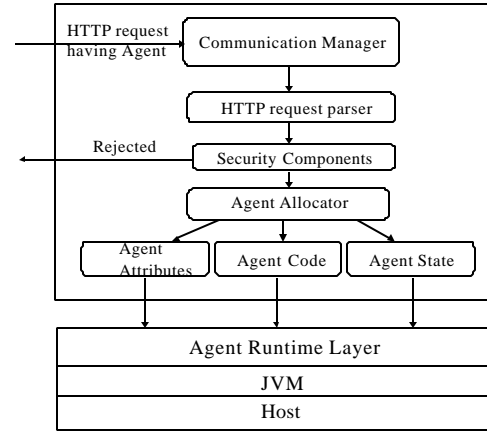 HTTP request
having Agent
Communication Manager
HTTP request parser
Rejected
Security Components
Agent Allocator
Agent
Attributes
Agent Code
Agent State
Agent Runtime Layer
JVM
Host